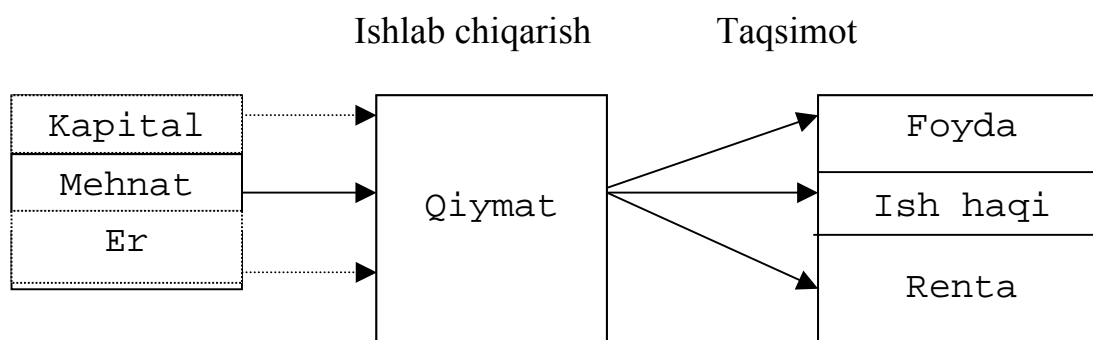 Ishlab chiqarish
Taqsimot
Kapital
Mehnat
Er
Qiymat
Foyda
Ish haqi
Renta